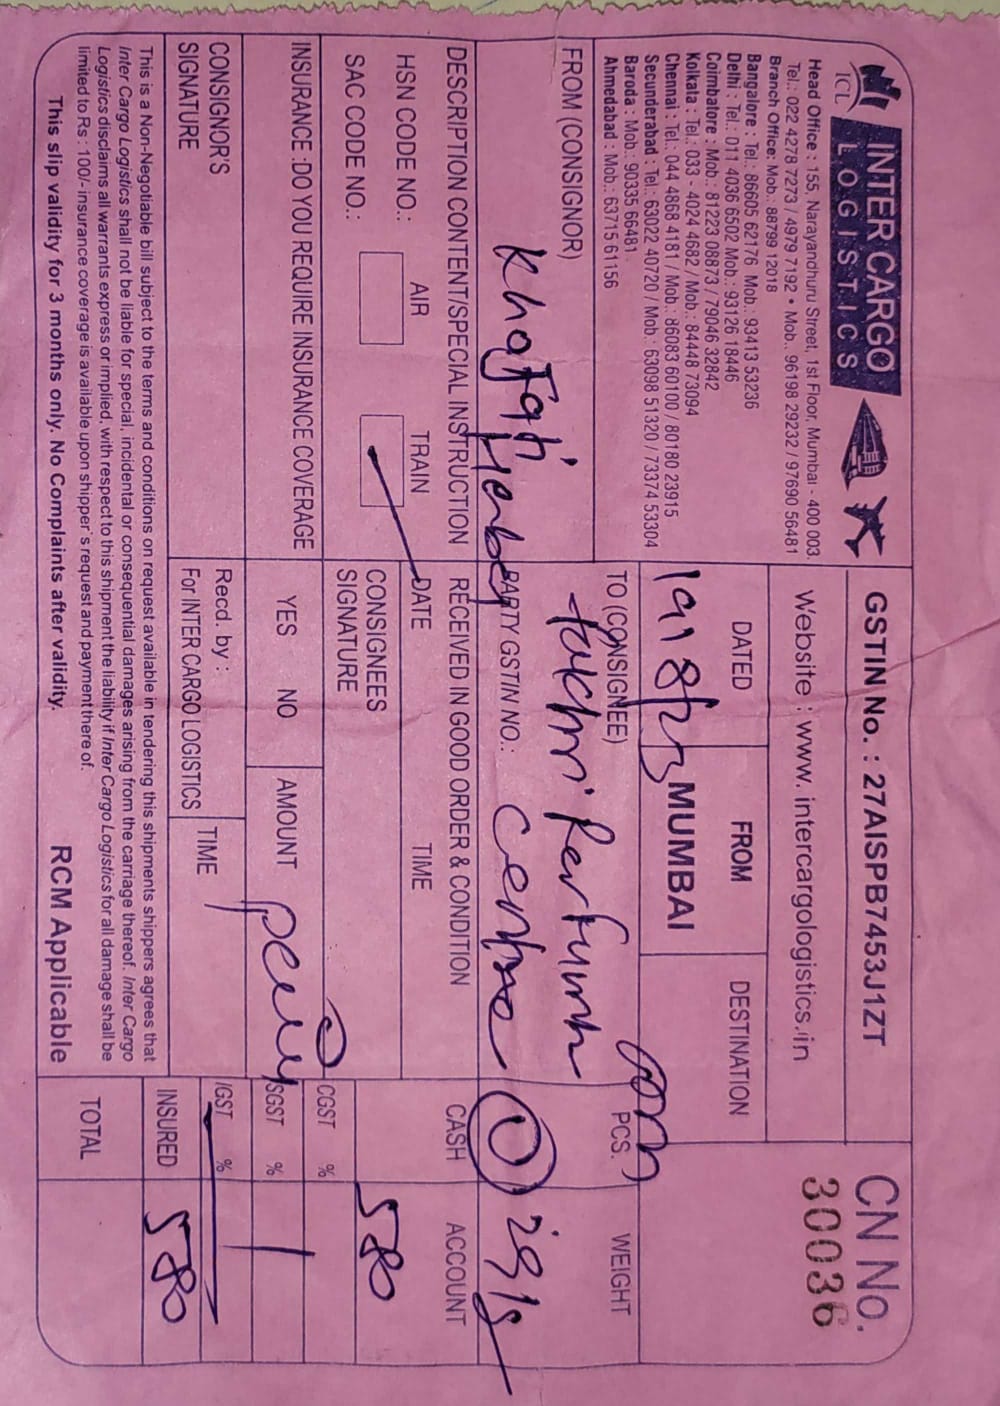 INTER CARGO
ICL LOGISTICS
GSTIN No. : 27AISPB7453J1ZT
CN No.
30036
Head Office : 155, Narayandhuru Street, 1st Floor, Mumbai - 400 003.
Tel.: 022 4278 7273 / 4979 7192 • Mob.. 96198 29232 / 97690 56481
Branch Office: Mob.: 88799 12018
Bangalore : Tel.: 86605 62176 Mob.: 93413 53236
Delhi : Tel.: 011 4036 6502 Mob.: 93126 18446
Coimbatore : Mob.: 81223 08873 / 79046 32842
Kolkata : Tel.: 033 - 4024 4682 / Mob.: 84448 73094
Chennai : Tel.: 044 4868 4181 / Mob.: 86083 60100 / 80180 23915
Secunderabad : Tel.: 63022 40720 / Mob.: 63098 51320 / 73374 53304
Baroda : Mob.: 90335 66481
Ahmedabad : Mob.: 63715 61156
Website : www. intercargologistics.in
DATED
FROM
DESTINATION
19/8/23
MUMBAI
FROM (CONSIGNOR)
TO (CONSIGNEE)
PCS.
WEIGHT
Perfum
Centre
PARTY GSTIN NO.:
1
DESCRIPTION CONTENT/SPECIAL INSTRUCTION
RECEIVED IN GOOD ORDER & CONDITION
CASH
ACCOUNT
HSN CODE NO.:
AIR
TRAIN
DATE
TIME
580
SAC CODE NO.:
CONSIGNEES
SIGNATURE
CGST %
INSURANCE :DO YOU REQUIRE INSURANCE COVERAGE
YES
NO
AMOUNT
SGST %
CONSIGNOR'S
SIGNATURE
Recd. by :
For INTER CARGO LOGISTICS
TIME
IGST %
INSURED
580
This is a Non-Negotiable bill subject to the terms and conditions on request available in tendering this shipments shippers agrees that
Inter Cargo Logistics shall not be liable for special, incidental or consequential damages arising from the carriage thereof. Inter Cargo
Logistics disclaims all warrants express or implied, with respect to this shipment the liability if Inter Cargo Logistics for all damage shall be
limited to Rs : 100/- insurance coverage is available upon shipper's request and payment there of.
TOTAL
This slip validity for 3 months only. No Complaints after validity.
RCM Applicable